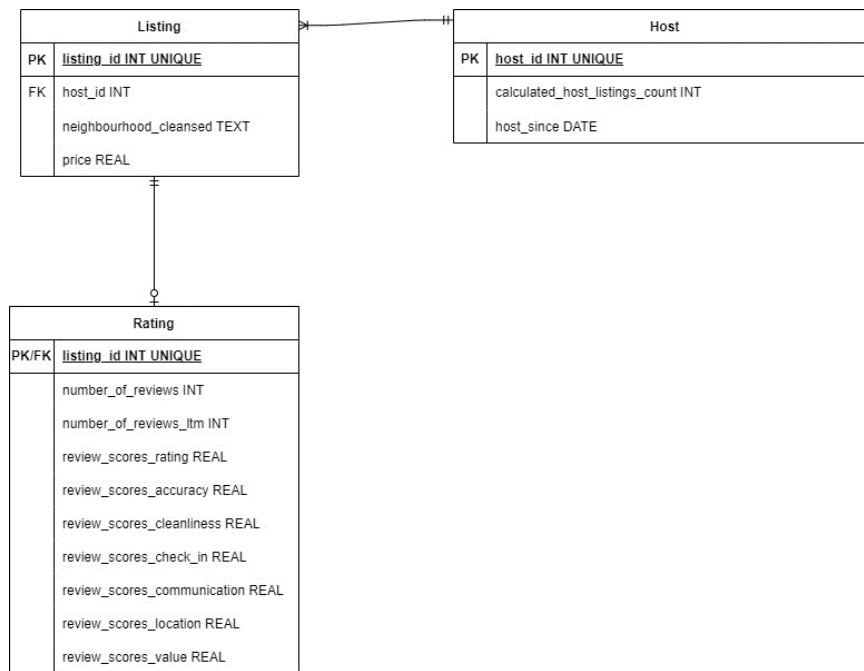 Listing
PK listing_id INT UNIQUE
FK host_id INT
neighbourhood_cleansed TEXT
price REAL
Host
PK host_id INT UNIQUE
calculated_host_listings_count INT
host_since DATE
Rating
PK/FK listing_id INT UNIQUE
number_of_reviews INT
number_of_reviews_ltm INT
review_scores_rating REAL
review_scores_accuracy REAL
review_scores_cleanliness REAL
review_scores_check_in REAL
review_scores_communication REAL
review_scores_location REAL
review_scores_value REAL